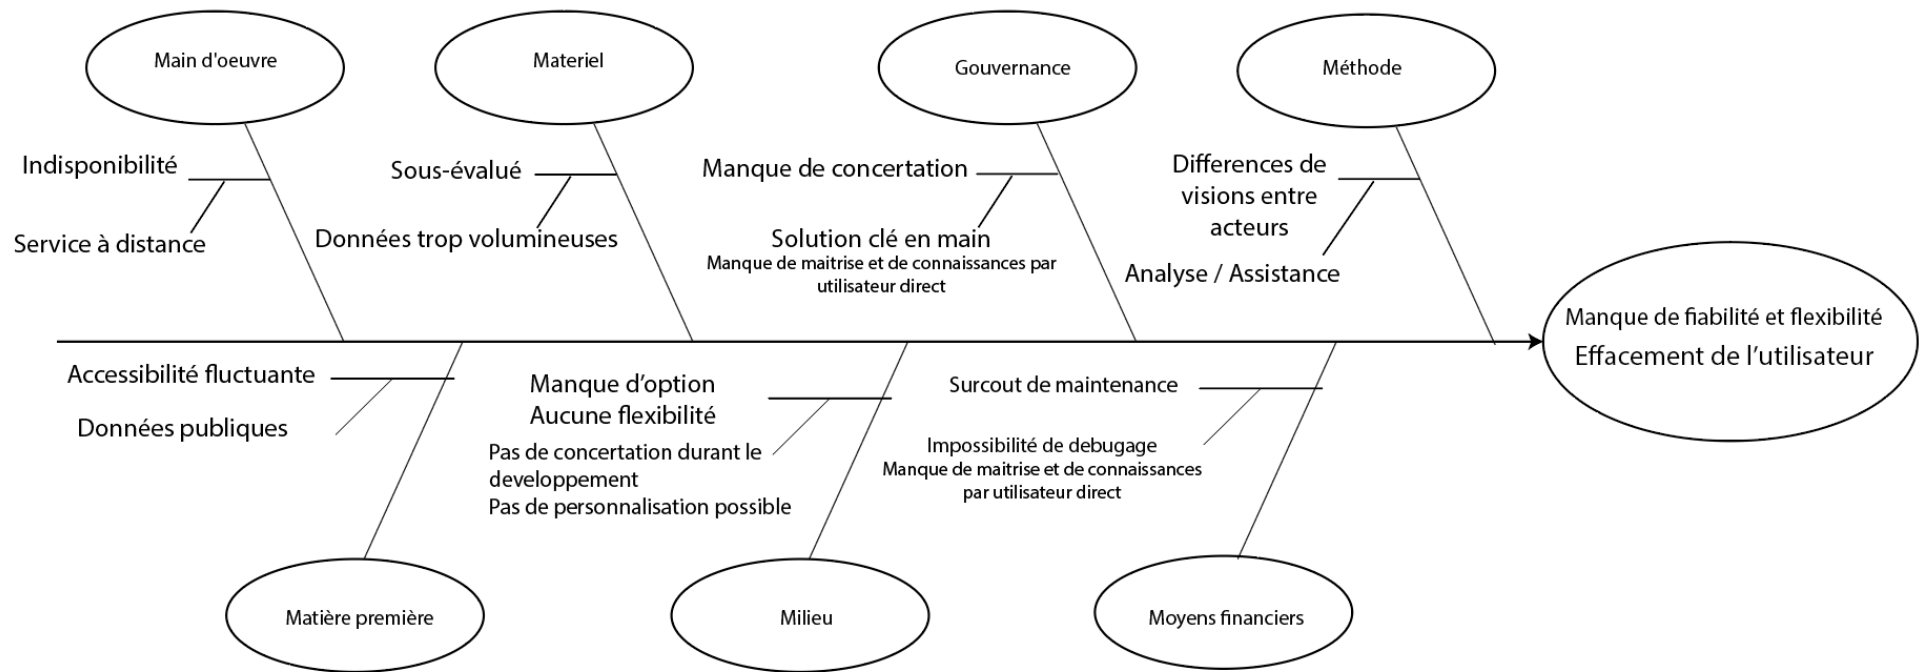 Main d'oeuvre
Materiel
Gouvernance
Méthode
Indisponibilité
Service à distance
Sous-évalué
Données trop volumineuses
Manque de concertation
Solution clé en main
Manque de maitrise et de connaissances par
utilisateur direct
Differences de
visions entre
acteurs
Analyse / Assistance
Manque de fiabilité et flexibilité
Effacement de l’utilisateur
Accessibilité fluctuante
Données publiques
Manque d’option
Aucune flexibilité
Pas de concertation durant le
developpement
Pas de personnalisation possible
Surcout de maintenance
Impossibilité de debugage
Manque de maitrise et de connaissances
par utilisateur direct
Matière première
Milieu
Moyens financiers